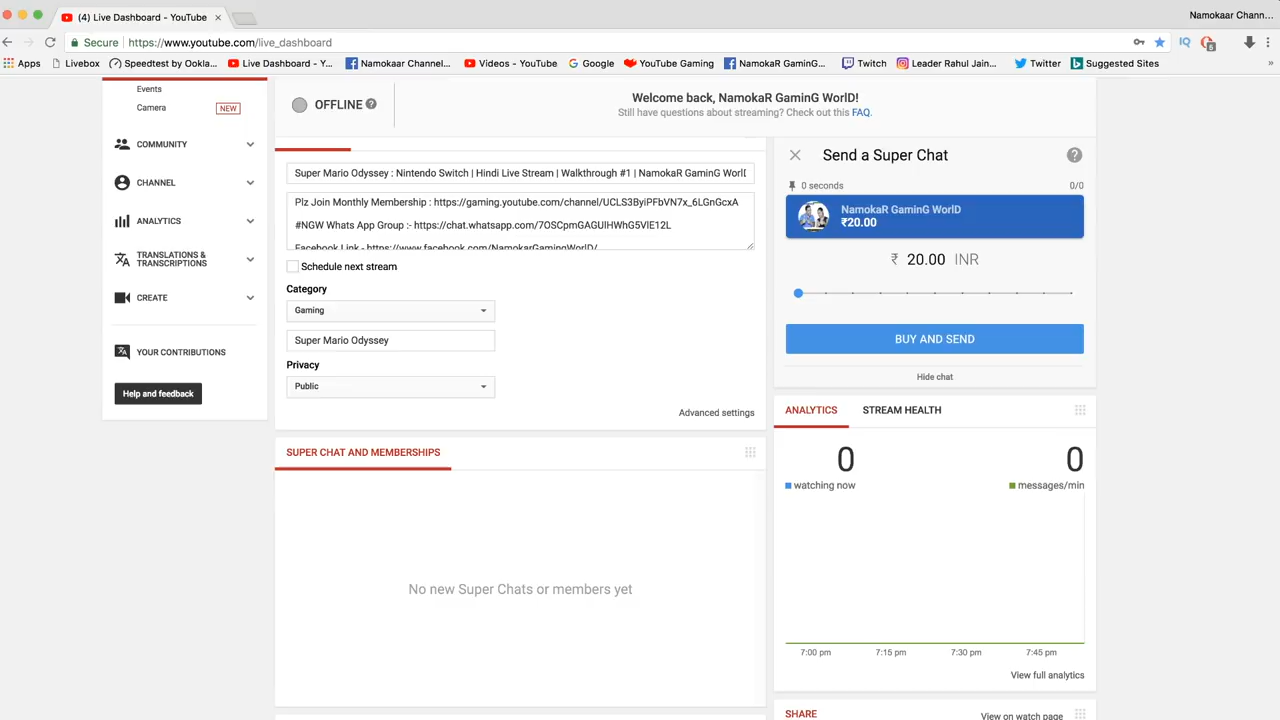 (4) Live Dashboard - YouTube
Namokaar Chann...
Secure https://www.youtube.com/live_dashboard
Apps Livebox Speedtest by Ookla... Live Dashboard - Y... Namokaar Channel... Videos - YouTube Google YouTube Gaming NamokaR GaminG... Twitch Leader Rahul Jain... Twitter Suggested Sites »
Events
Camera NEW
COMMUNITY
CHANNEL
ANALYTICS
TRANSLATIONS &
TRANSCRIPTIONS
CREATE
YOUR CONTRIBUTIONS
Help and feedback
OFFLINE ?
Welcome back, NamokaR GaminG WorlD!
Still have questions about streaming? Check out this FAQ.
Super Mario Odyssey : Nintendo Switch | Hindi Live Stream | Walkthrough #1 | NamokaR GaminG WorlD
Plz Join Monthly Membership : https://gaming.youtube.com/channel/UCLS3ByiPFbVN7x_6LGnGcxA
#NGW Whats App Group :- https://chat.whatsapp.com/7OSCpmGAGUlHWhG5VlE12L
Facebook Link - https://www.facebook.com/NamokarGamingWorlD/
Schedule next stream
Category
Gaming
Super Mario Odyssey
Privacy
Public
Advanced settings
SUPER CHAT AND MEMBERSHIPS
No new Super Chats or members yet
Send a Super Chat ?
0 seconds 0/0
NamokaR GaminG WorlD
₹20.00
₹ 20.00 INR
BUY AND SEND
Hide chat
ANALYTICS STREAM HEALTH
0 0
watching now messages/min
7:00 pm 7:15 pm 7:30 pm 7:45 pm
View full analytics
SHARE View on watch page